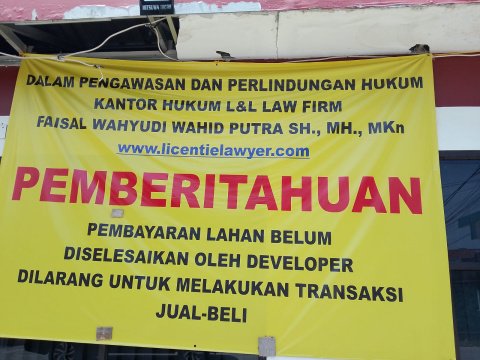 DALAM PENGAWASAN DAN PERLINDUNGAN HUKUM
KANTOR HUKUM L&L LAW FIRM
FAISAL WAHYUDI WAHID PUTRA SH., MH., MKn
www.licentielawyer.com
PEMBERITAHUAN
PEMBAYARAN LAHAN BELUM
DISELESAIKAN OLEH DEVELOPER
DILARANG UNTUK MELAKUKAN TRANSAKSI
JUAL-BELI